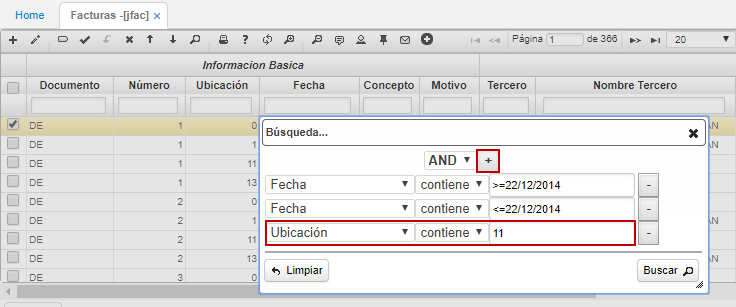 Home Facturas -[jfac]
Página 1 de 366 20
Informacion Basica
Documento Número Ubicación Fecha Concepto Motivo Tercero Nombre Tercero
DE 1 0 AN
DE 1 1
DE 1 11
DE 1 13
DE 2 0
DE 2 1 AN
DE 2 11
DE 2 13 AN
DE 3 0
Búsqueda...
AND +
Fecha contiene >=22/12/2014 -
Fecha contiene <=22/12/2014 -
Ubicación contiene 11 -
Limpiar Buscar